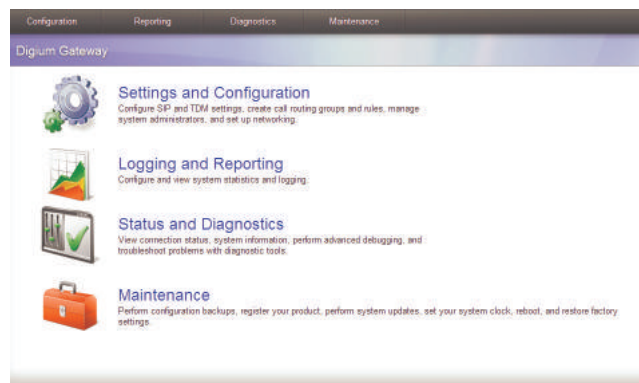 Configuration Reporting Diagnostics Maintenance
Digium Gateway
Settings and Configuration
Configure SIP and TDM settings, create call routing groups and rules, manage
system administrators, and set up networking.
Logging and Reporting
Configure and view system statistics and logging.
Status and Diagnostics
View connection status, system information, perform advanced debugging, and
troubleshoot problems with diagnostic tools.
Maintenance
Perform configuration backups, register your product, perform system updates, set your system clock, reboot, and restore factory
settings.